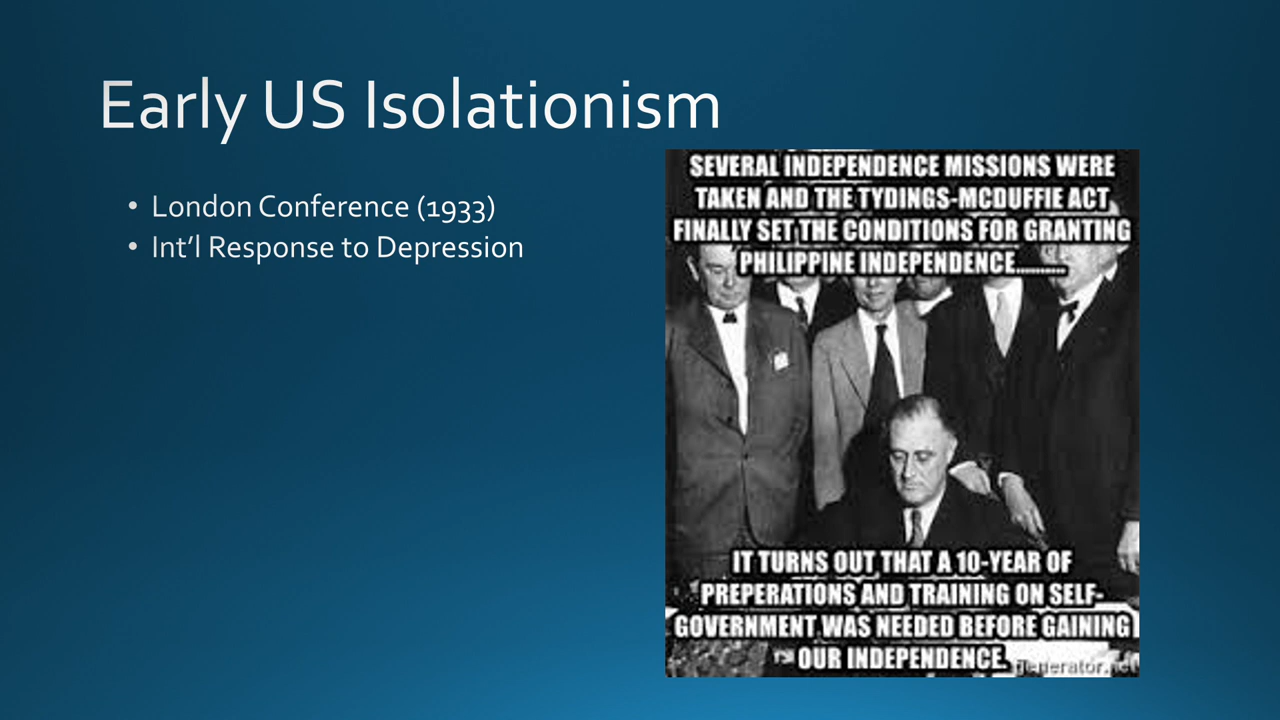 Early US Isolationism
• London Conference (1933)
• Int'l Response to Depression
SEVERAL INDEPENDENCE MISSIONS WERE
TAKEN AND THE TYDINGS-MCDUFFIE ACT
FINALLY SET THE CONDITIONS FOR GRANTING
PHILIPPINE INDEPENDENCE..........
IT TURNS OUT THAT A 10-YEAR OF
PREPERATIONS AND TRAINING ON SELF-
GOVERNMENT WAS NEEDED BEFORE GAINING
OUR INDEPENDENCE.
generator.net